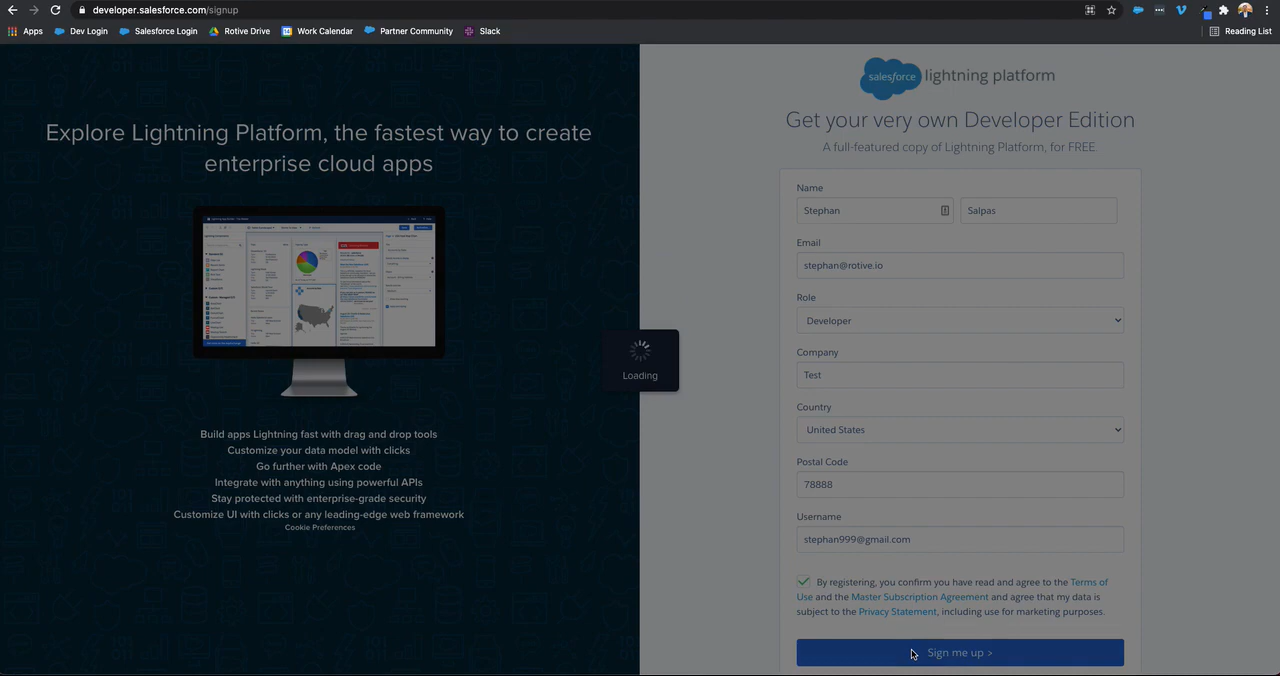 developer.salesforce.com/signup
Apps Dev Login Salesforce Login Rotive Drive Work Calendar Partner Community Slack Reading List
Explore Lightning Platform, the fastest way to create
enterprise cloud apps
Build apps Lightning fast with drag and drop tools
Customize your data model with clicks
Go further with Apex code
Integrate with anything using powerful APIs
Stay protected with enterprise-grade security
Customize UI with clicks or any leading-edge web framework
Cookie Preferences
Loading
salesforce lightning platform
Get your very own Developer Edition
A full-featured copy of Lightning Platform, for FREE.
Name
Stephan Salpas
Email
stephan@rotive.io
Role
Developer
Company
Test
Country
United States
Postal Code
78888
Username
stephan999@gmail.com
By registering, you confirm you have read and agree to the Terms of
Use and the Master Subscription Agreement and agree that my data is
subject to the Privacy Statement, including use for marketing purposes.
Sign me up >